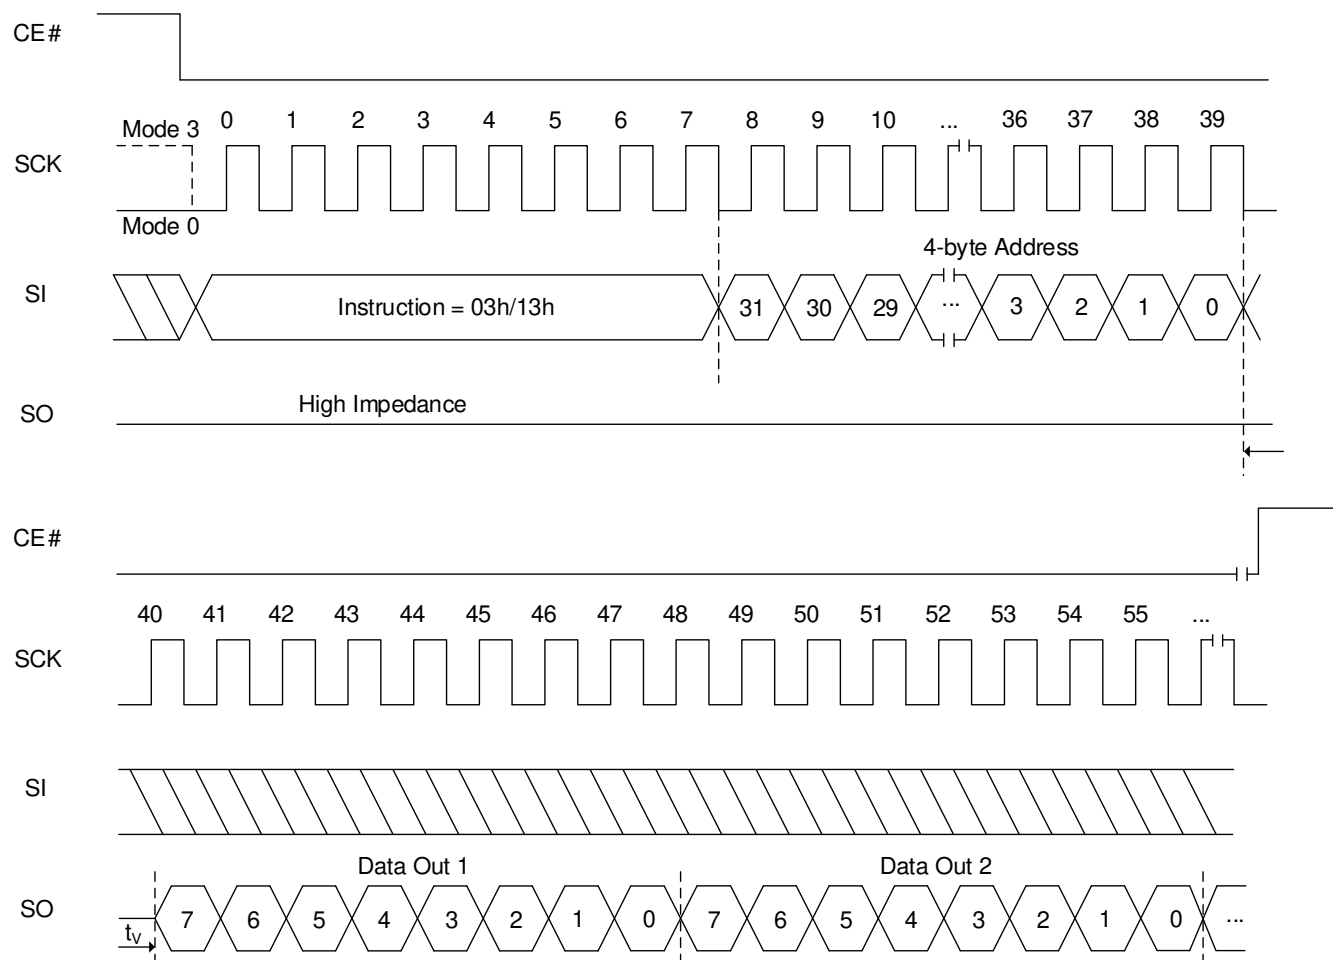 CE#
Mode 3 0 1 2 3 4 5 6 7 8 9 10 ... 36 37 38 39
SCK
Mode 0
4-byte Address
SI Instruction = 03h/13h 31 30 29 ... 3 2 1 0
High Impedance
SO
CE#
40 41 42 43 44 45 46 47 48 49 50 51 52 53 54 55 ...
SCK
SI
Data Out 1 Data Out 2
SO 7 6 5 4 3 2 1 0 7 6 5 4 3 2 1 0 ...
tV